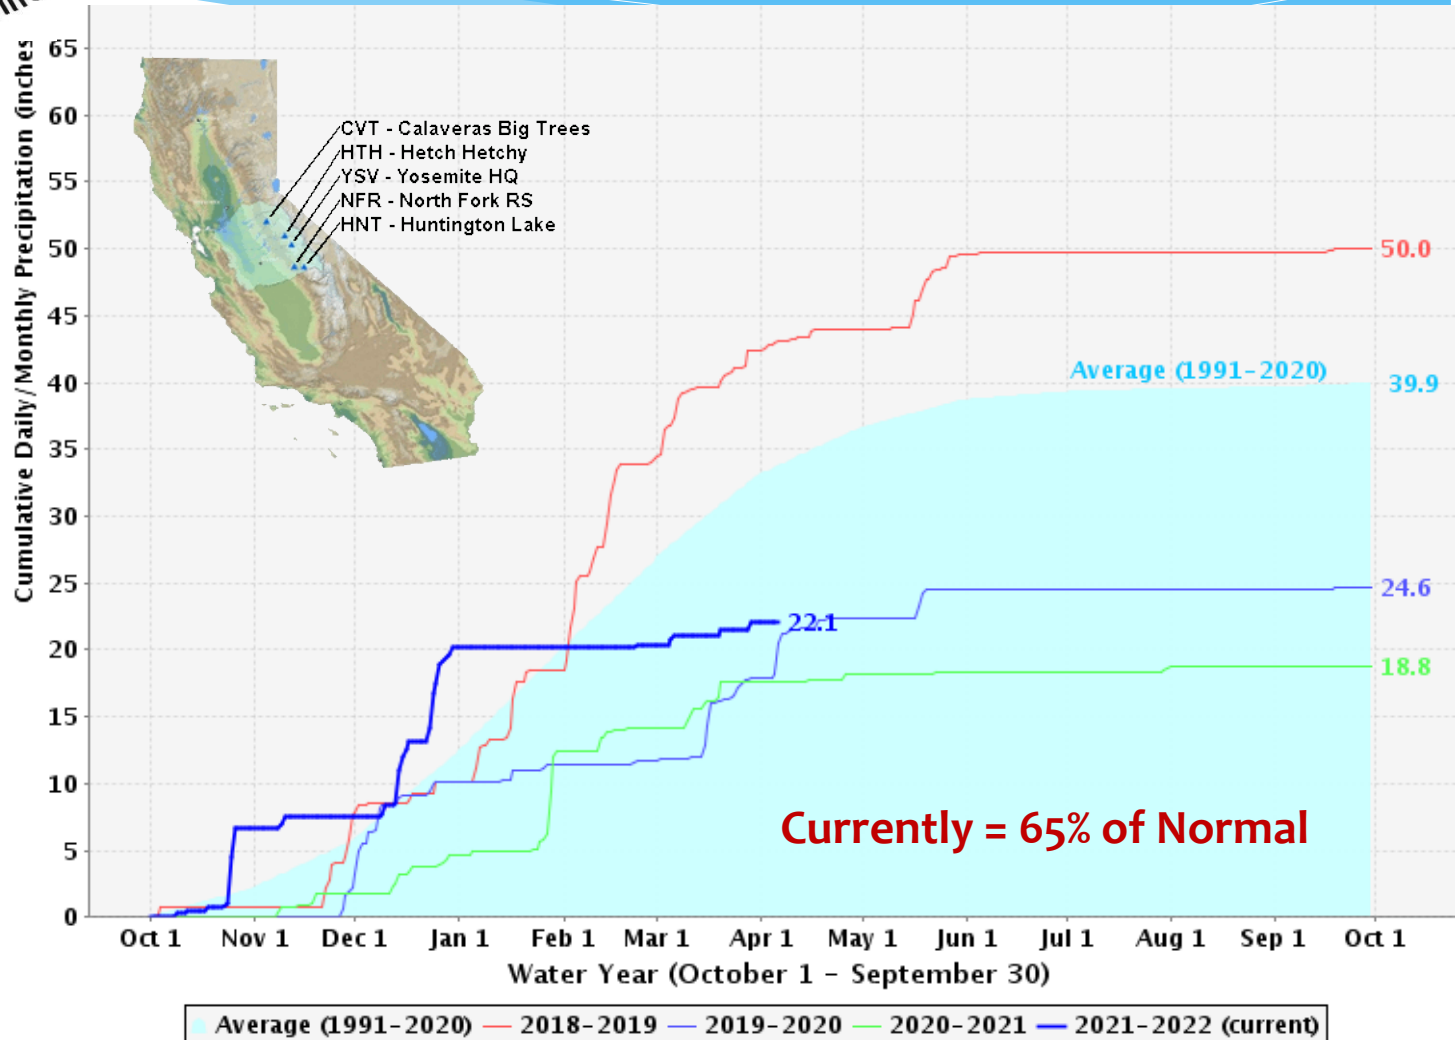 Cumulative Daily/Monthly Precipitation (inches
65
60
55
50
45
40
35
30
25
20
15
10
5
0
CVT - Calaveras Big Trees
HTH - Hetch Hetchy
YSV - Yosemite HQ
NFR - North Fork RS
HNT - Huntington Lake
50.0
Average (1991-2020)
39.9
24.6
22.1
18.8
Currently = 65% of Normal
Oct 1 Nov 1 Dec 1 Jan 1 Feb 1 Mar 1 Apr 1 May 1 Jun 1 Jul 1 Aug 1 Sep 1 Oct 1
Water Year (October 1 - September 30)
Average (1991-2020) 2018-2019 2019-2020 2020-2021 2021-2022 (current)